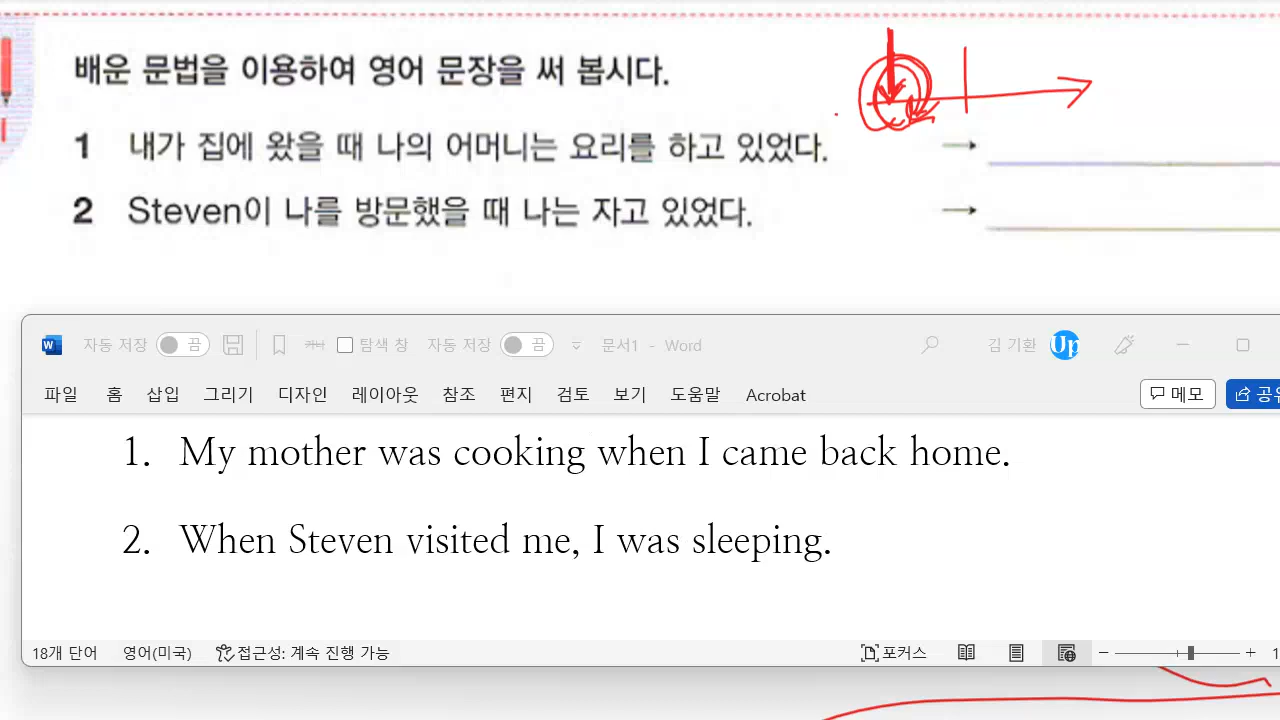 배운 문법을 이용하여 영어 문장을 써 봅시다.
1 내가 집에 왔을 때 나의 어머니는 요리를 하고 있었다. →
2 Steven이 나를 방문했을 때 나는 자고 있었다. →
자동 저장 끔 가나 탐색 창 자동 저장 끔 문서1 - Word 김 기환 Up
파일 홈 삽입 그리기 디자인 레이아웃 참조 편지 검토 보기 도움말 Acrobat 메모
1. My mother was cooking when I came back home.
2. When Steven visited me, I was sleeping.
18개 단어 영어(미국) 접근성: 계속 진행 가능 포커스